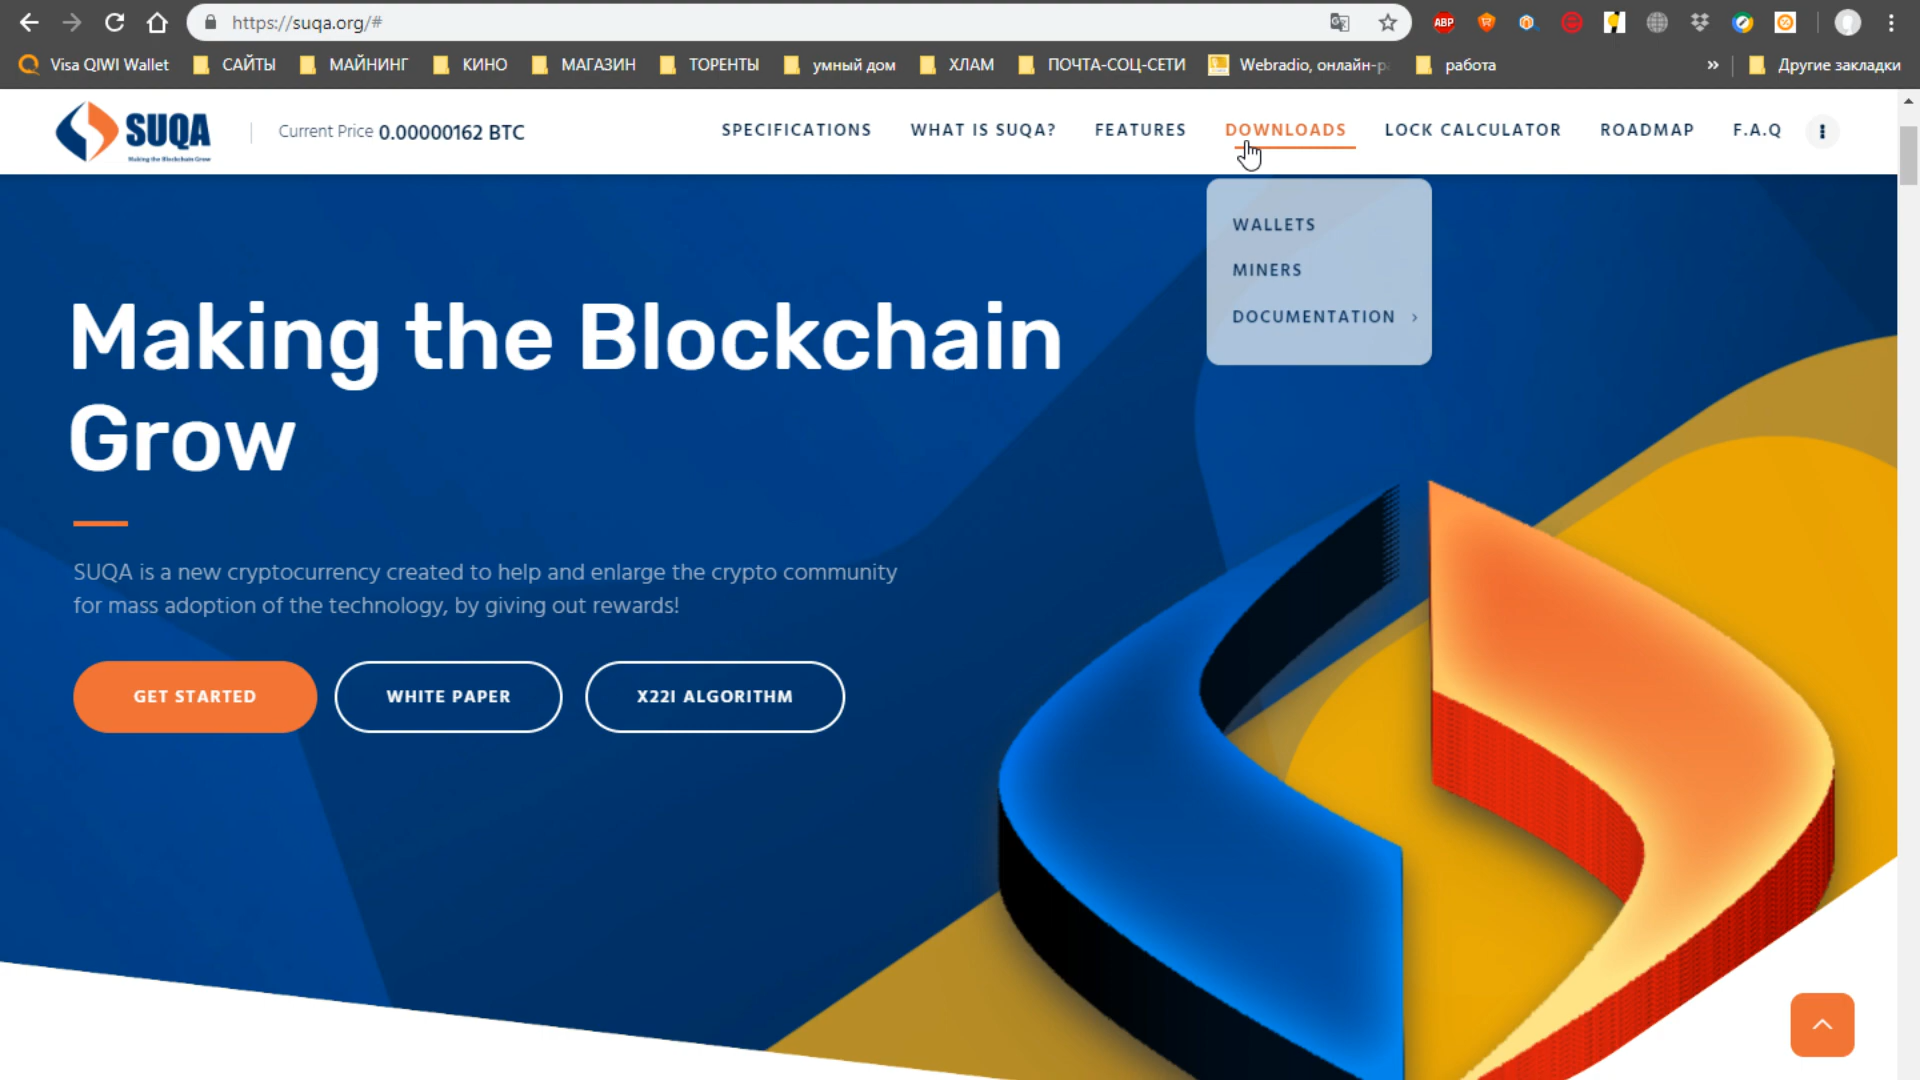 https://suqa.org/#
ABP
Visa QIWI Wallet
САЙТЫ
МАЙНИНГ
КИНО
МАГАЗИН
ТОРЕНТЫ
умный дом
ХЛАМ
ПОЧТА-СОЦ-СЕТИ
Webradio, онлайн-р
работа
»
Другие закладки
SUQA
Making the Blockchain Grow
Current Price 0.00000162 BTC
SPECIFICATIONS
WHAT IS SUQA?
FEATURES
DOWNLOADS
LOCK CALCULATOR
ROADMAP
F.A.Q
WALLETS
MINERS
DOCUMENTATION ›
Making the Blockchain
Grow
SUQA is a new cryptocurrency created to help and enlarge the crypto community
for mass adoption of the technology, by giving out rewards!
GET STARTED
WHITE PAPER
X22I ALGORITHM